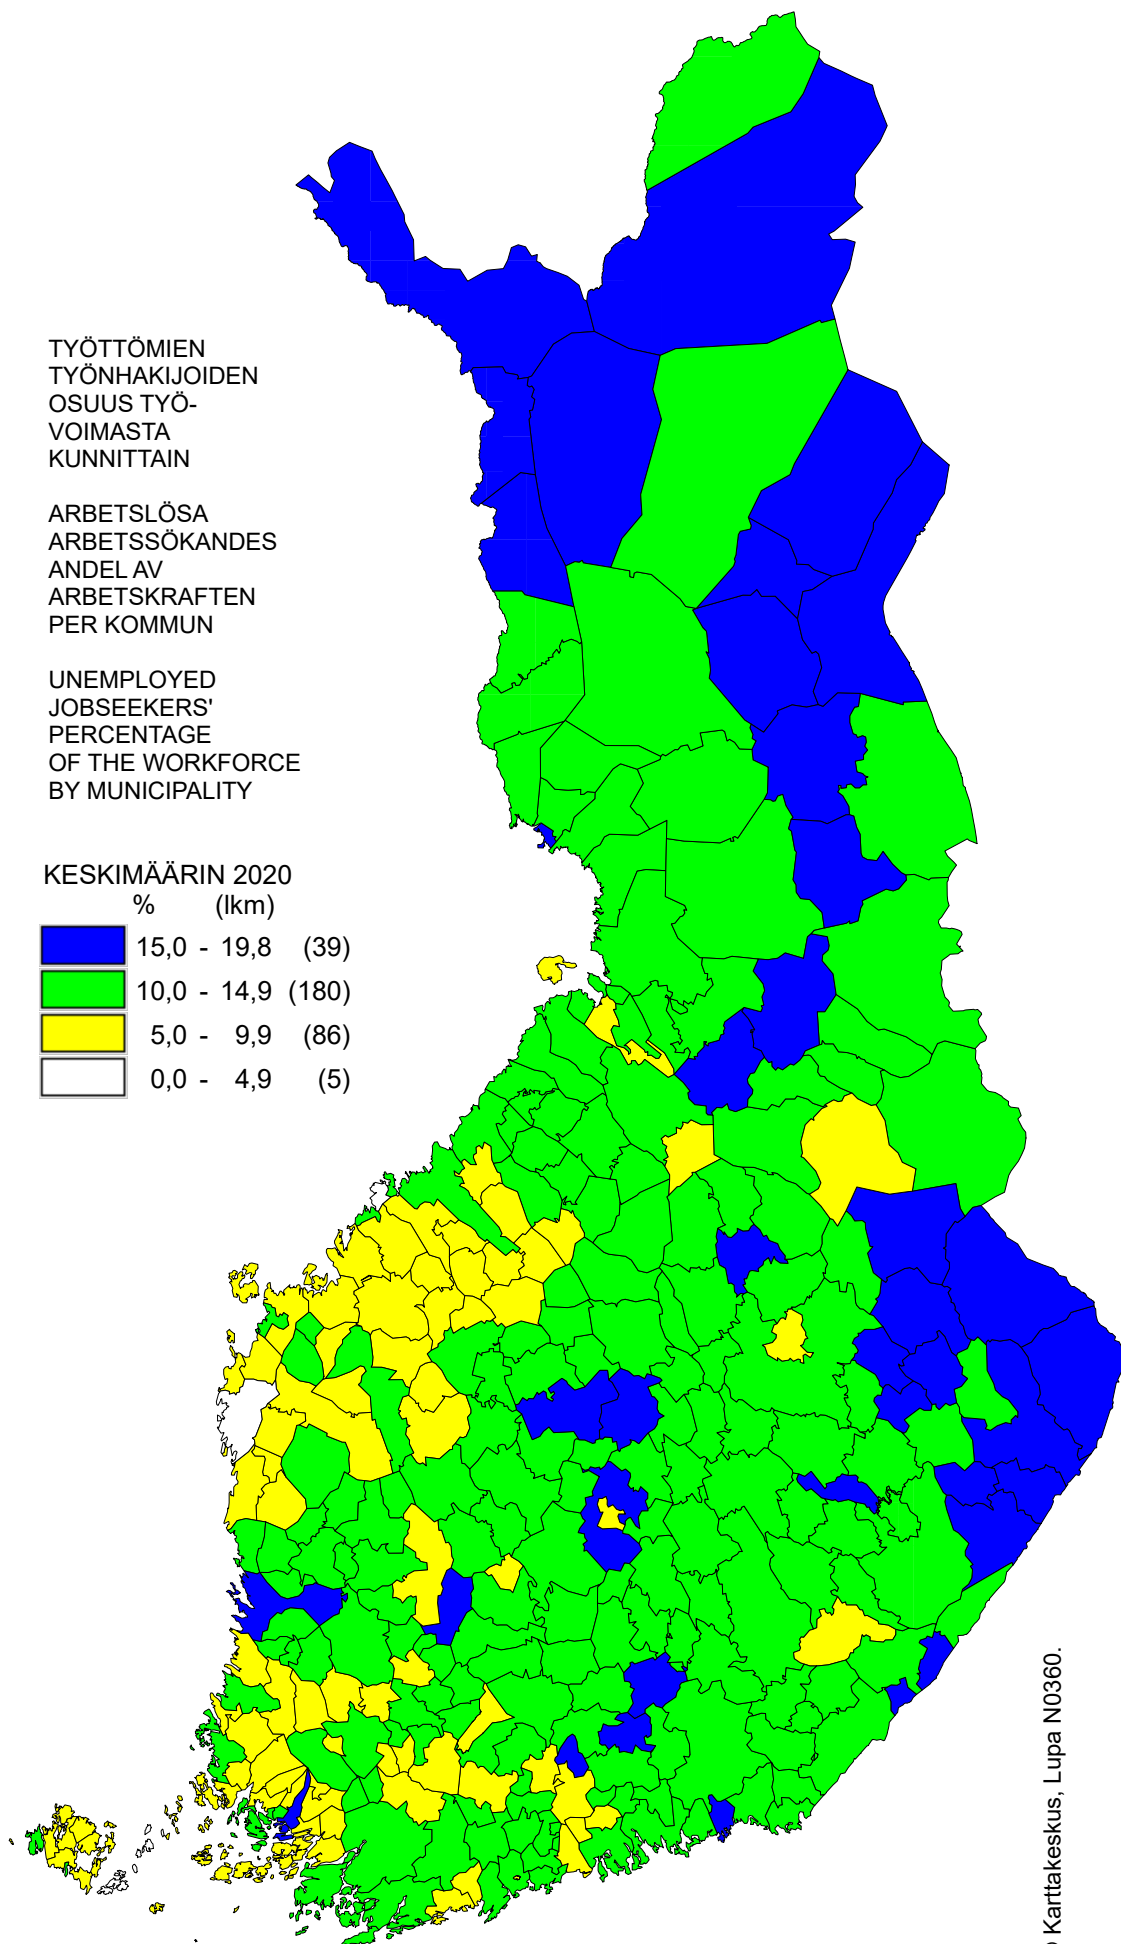 TYÖTTÖMIEN
TYÖNHAKIJOIDEN
OSUUS TYÖ-
VOIMASTA
KUNNITTAIN
ARBETSLÖSA
ARBETSSÖKANDES
ANDEL AV
ARBETSKRAFTEN
PER KOMMUN
UNEMPLOYED
JOBSEEKERS'
PERCENTAGE
OF THE WORKFORCE
BY MUNICIPALITY
KESKIMÄÄRIN 2020
% (lkm)
15,0 - 19,8 (39)
10,0 - 14,9 (180)
5,0 - 9,9 (86)
0,0 - 4,9 (5)
Karttakeskus, Lupa N0360.